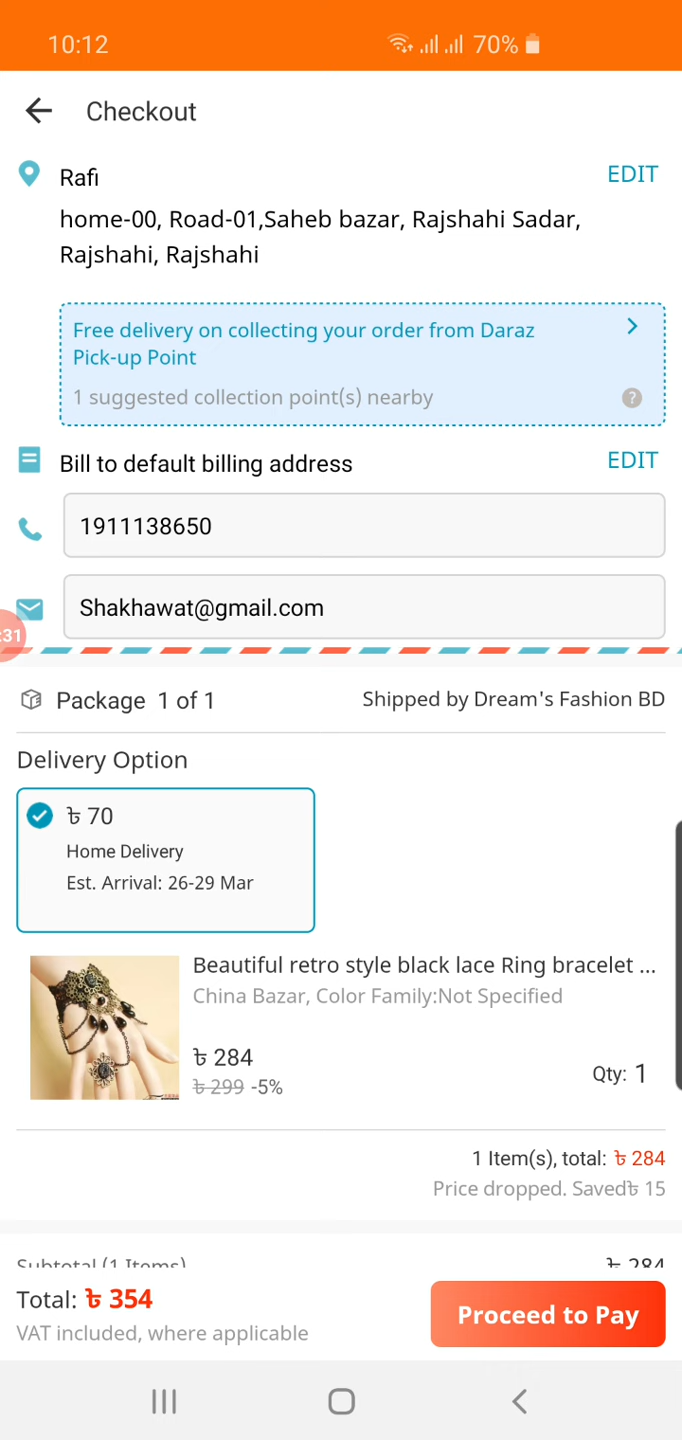 10:12
70%
Checkout
Rafi
EDIT
home-00, Road-01,Saheb bazar, Rajshahi Sadar,
Rajshahi, Rajshahi
Free delivery on collecting your order from Daraz
Pick-up Point
1 suggested collection point(s) nearby
?
Bill to default billing address
EDIT
1911138650
Shakhawat@gmail.com
:31
Package 1 of 1
Shipped by Dream's Fashion BD
Delivery Option
৳ 70
Home Delivery
Est. Arrival: 26-29 Mar
Beautiful retro style black lace Ring bracelet ...
China Bazar, Color Family:Not Specified
৳ 284
৳ 299 -5%
Qty: 1
1 Item(s), total: ৳ 284
Price dropped. Saved৳ 15
Subtotal (1 Items)
৳ 284
Total: ৳ 354
VAT included, where applicable
Proceed to Pay